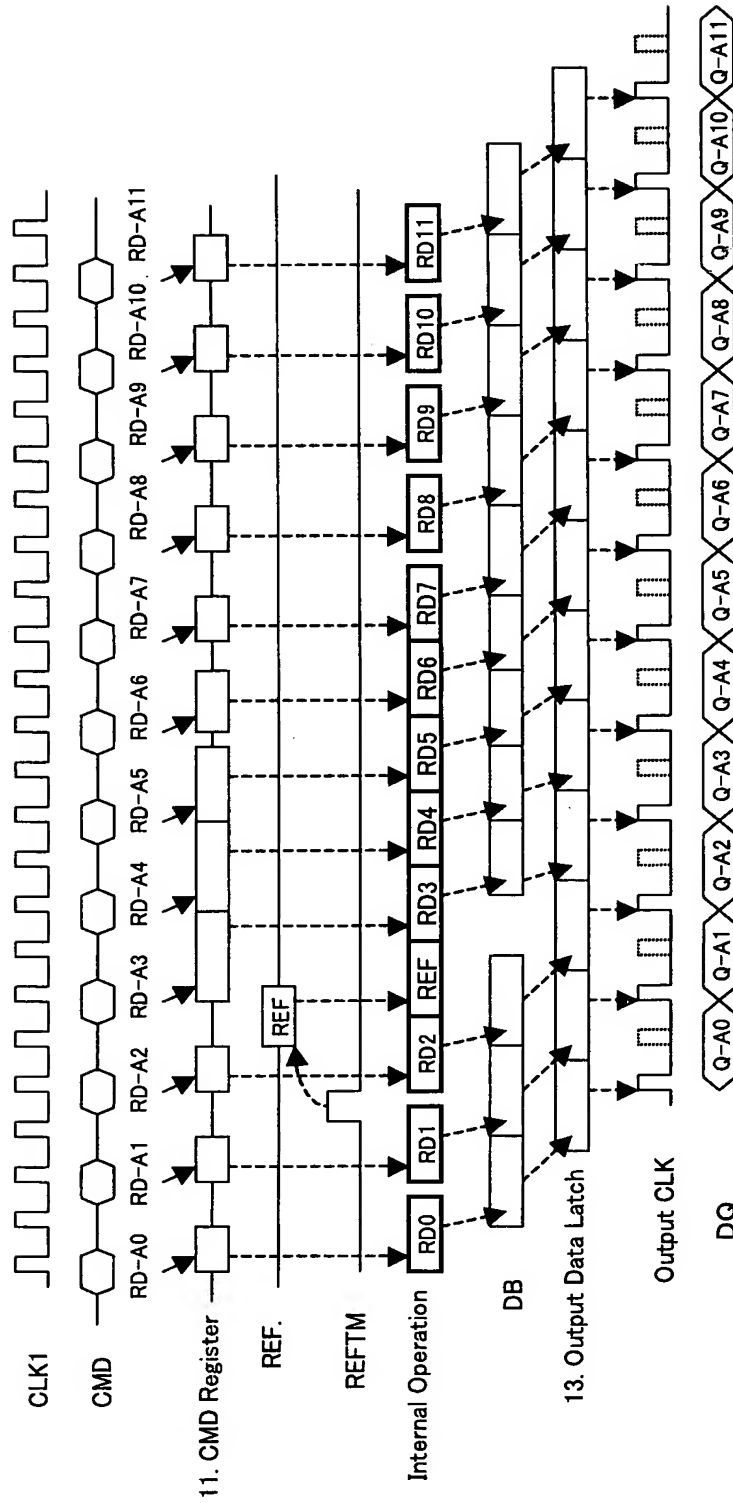 CLK1
CMD
RD-A0 RD-A1 RD-A2 RD-A3 RD-A4 RD-A5 RD-A6 RD-A7 RD-A8 RD-A9 RD-A10 RD-A11
11. CMD Register
REF.
REF
REFTM
Internal Operation
RD0 RD1 RD2 REF RD3 RD4 RD5 RD6 RD7 RD8 RD9 RD10 RD11
DB
13. Output Data Latch
Output CLK
DQ
Q-A0 Q-A1 Q-A2 Q-A3 Q-A4 Q-A5 Q-A6 Q-A7 Q-A8 Q-A9 Q-A10 Q-A11